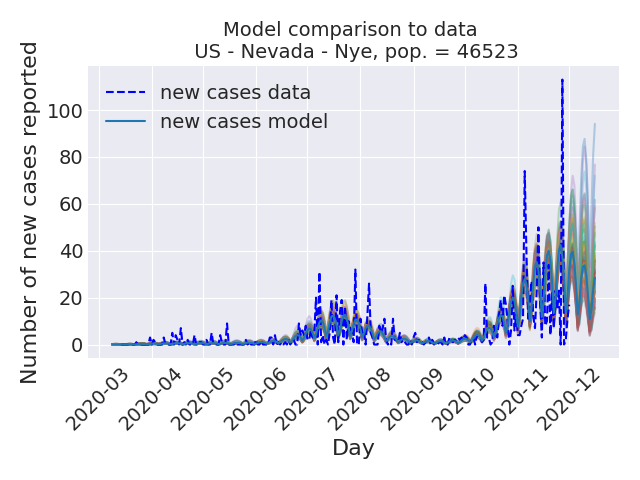 Model comparison to data
US - Nevada - Nye, pop. = 46523
Number of new cases reported
new cases data
new cases model
100
80
60
40
20
0
2020-03
2020-04
2020-05
2020-06
2020-07
2020-08
2020-09
2020-10
2020-11
2020-12
Day